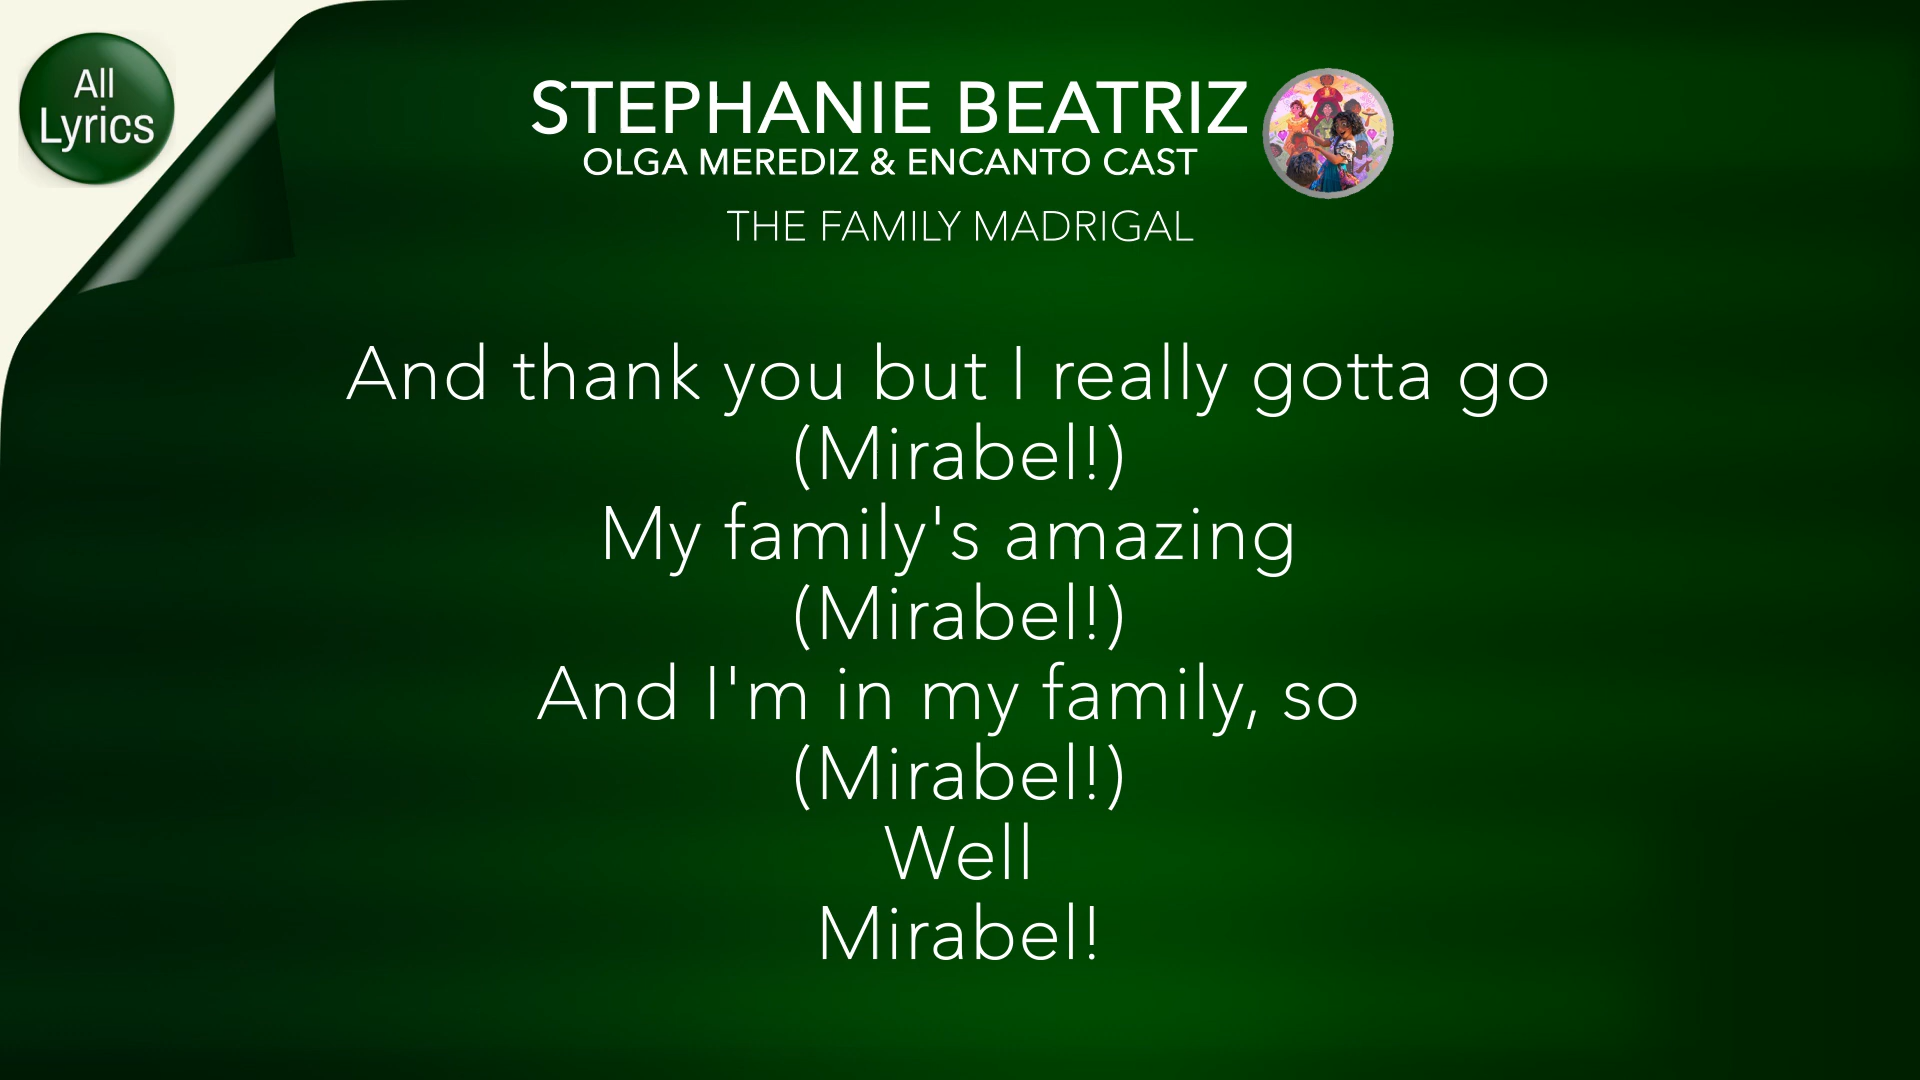 All
Lyrics
STEPHANIE BEATRIZ
OLGA MEREDIZ & ENCANTO CAST
THE FAMILY MADRIGAL
And thank you but I really gotta go
(Mirabel!)
My family's amazing
(Mirabel!)
And I'm in my family, so
(Mirabel!)
Well
Mirabel!